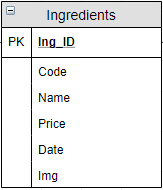 Ingredients
PK Ing_ID
Code
Name
Price
Date
Img